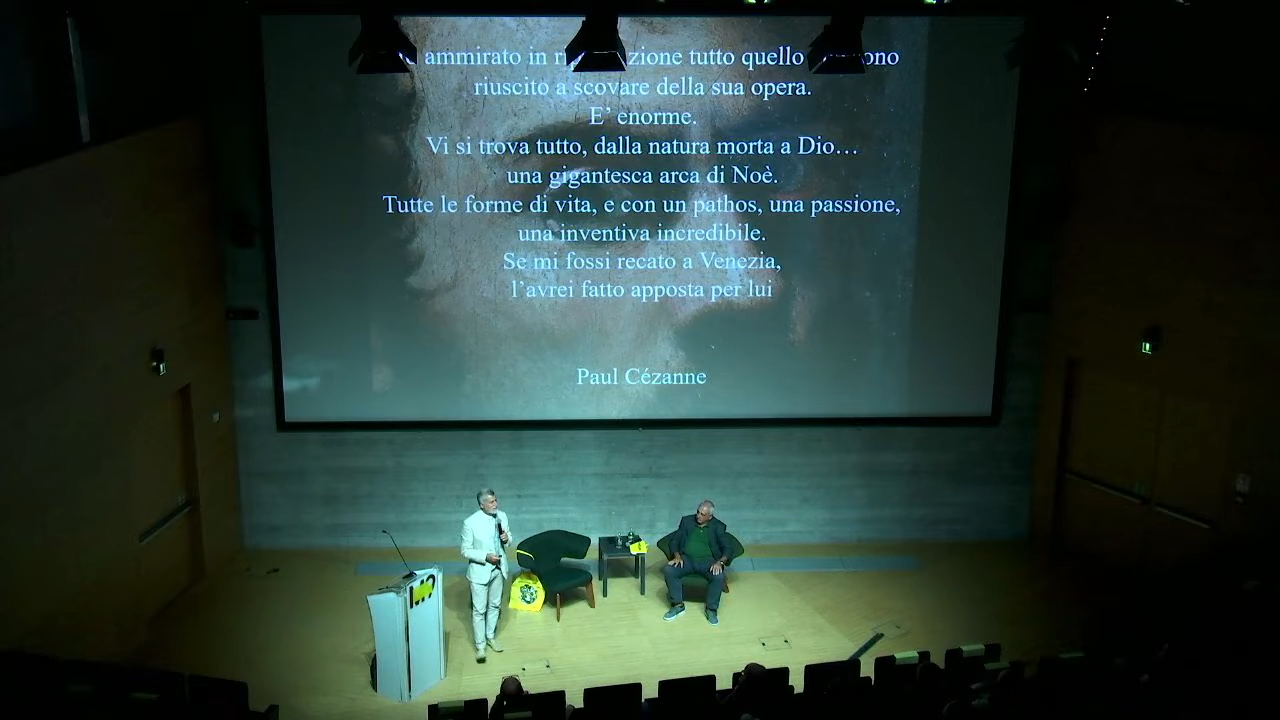 ammirato in zione tutto quello ono
riuscito a scovare della sua opera.
E’ enorme.
Vi si trova tutto, dalla natura morta a Dio…
una gigantesca arca di Noè.
Tutte le forme di vita, e con un pathos, una passione,
una inventiva incredibile.
Se mi fossi recato a Venezia,
l’avrei fatto apposta per lui
Paul Cézanne